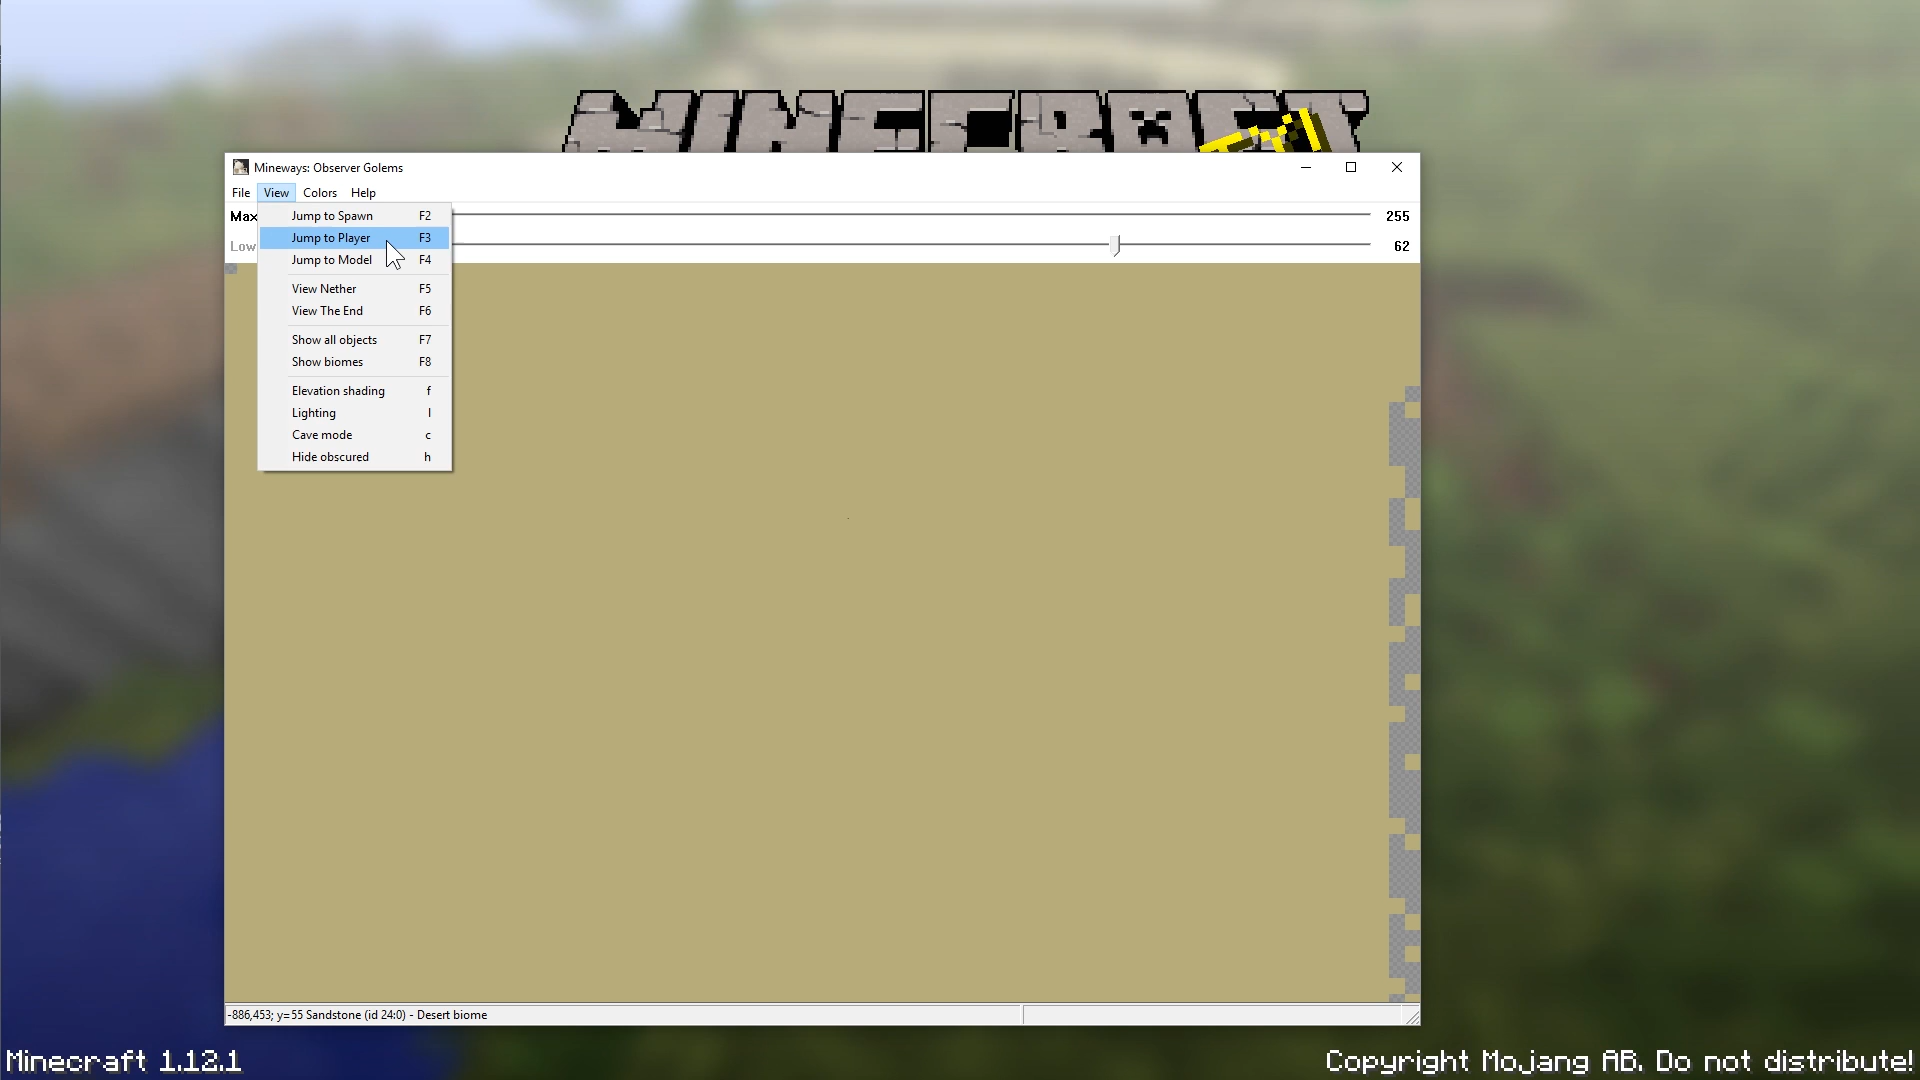 MINECRAFT
Mineways: Observer Golems
File View Colors Help
Max 255
Low 62
Jump to Spawn F2
Jump to Player F3
Jump to Model F4
View Nether F5
View The End F6
Show all objects F7
Show biomes F8
Elevation shading f
Lighting l
Cave mode c
Hide obscured h
-886,453; y=55 Sandstone (id 24:0) - Desert biome
Minecraft 1.12.1
Copyright Mojang AB. Do not distribute!